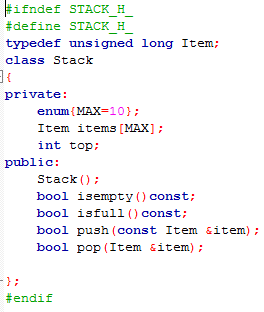 #ifndef STACK_H_
#define STACK_H_
typedef unsigned long Item;
class Stack
{
private:
    enum{MAX=10};
    Item items[MAX];
    int top;
public:
    Stack();
    bool isempty()const;
    bool isfull()const;
    bool push(const Item &item);
    bool pop(Item &item);
};
#endif